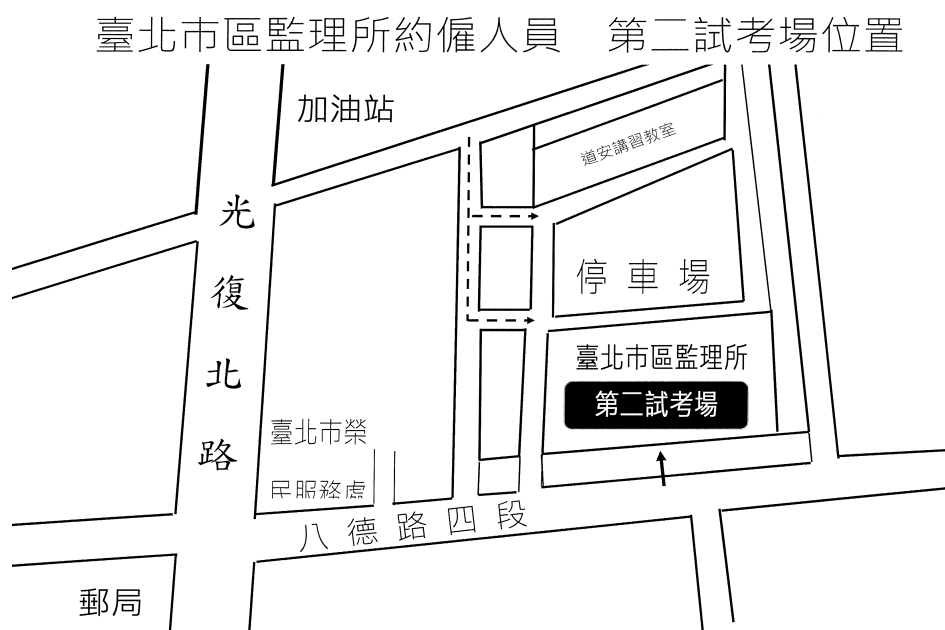 臺北市區監理所約僱人員　第二試考場位置
加油站
道安講習教室
光復北路
停車場
臺北市區監理所
第二試考場
臺北市榮
民服務處
八德路四段
郵局